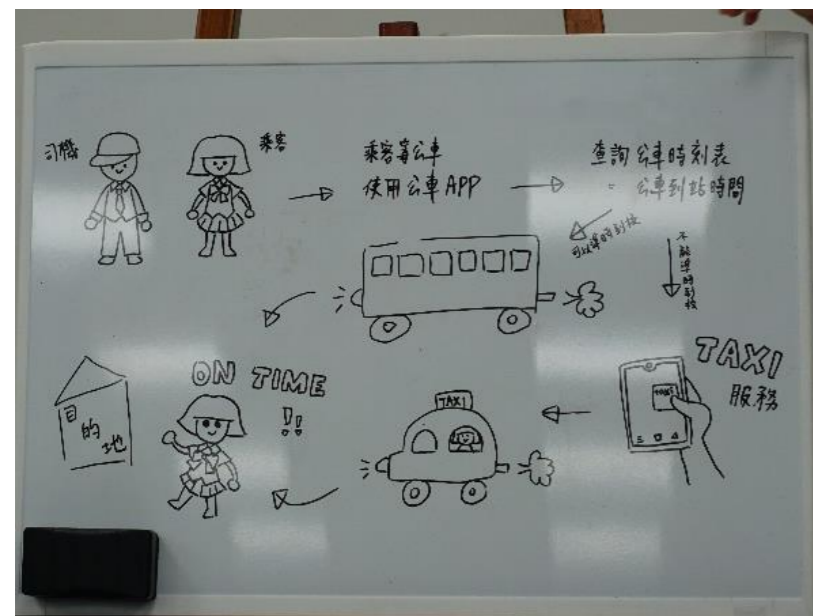 司機
乘客
乘客等公車
使用公車APP
查詢公車時刻表
公車到站時間
可以準時到校
不能準時到校
TAXI
服務
TAXI
TAXI
ON TIME
!!
目的地